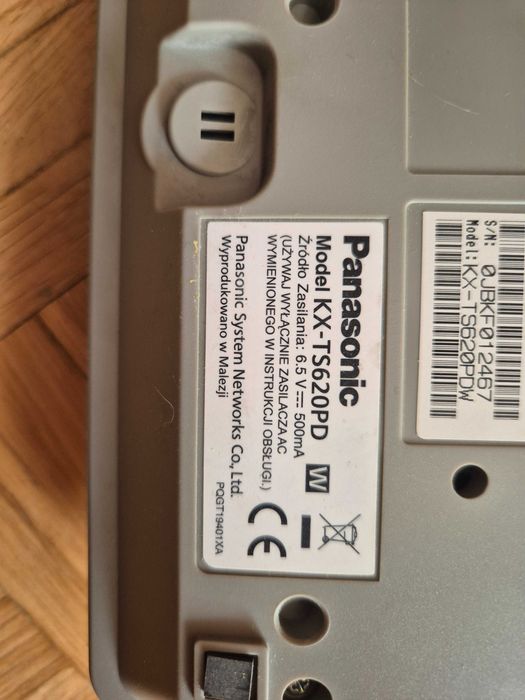 Panasonic
Model KX-TS620PD W
Źródło Zasilania: 6.5 V 500mA
(UŻYWAJ WYŁĄCZNIE ZASILACZA AC
WYMIENIONEGO W INSTRUKCJI OBSŁUGI.)
CE
Panasonic System Networks Co., Ltd.
Wyprodukowano w Malezji
PQGT19401XA
S/N: 0JBKF012467
Model: KX-TS620PDW